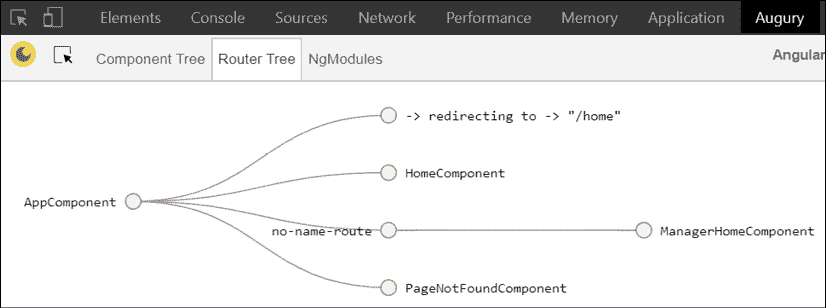 Elements Console Sources Network Performance Memory Application Augury
Component Tree Router Tree NgModules Angular
-> redirecting to -> "/home"
HomeComponent
AppComponent
no-name-route ManagerHomeComponent
PageNotFoundComponent